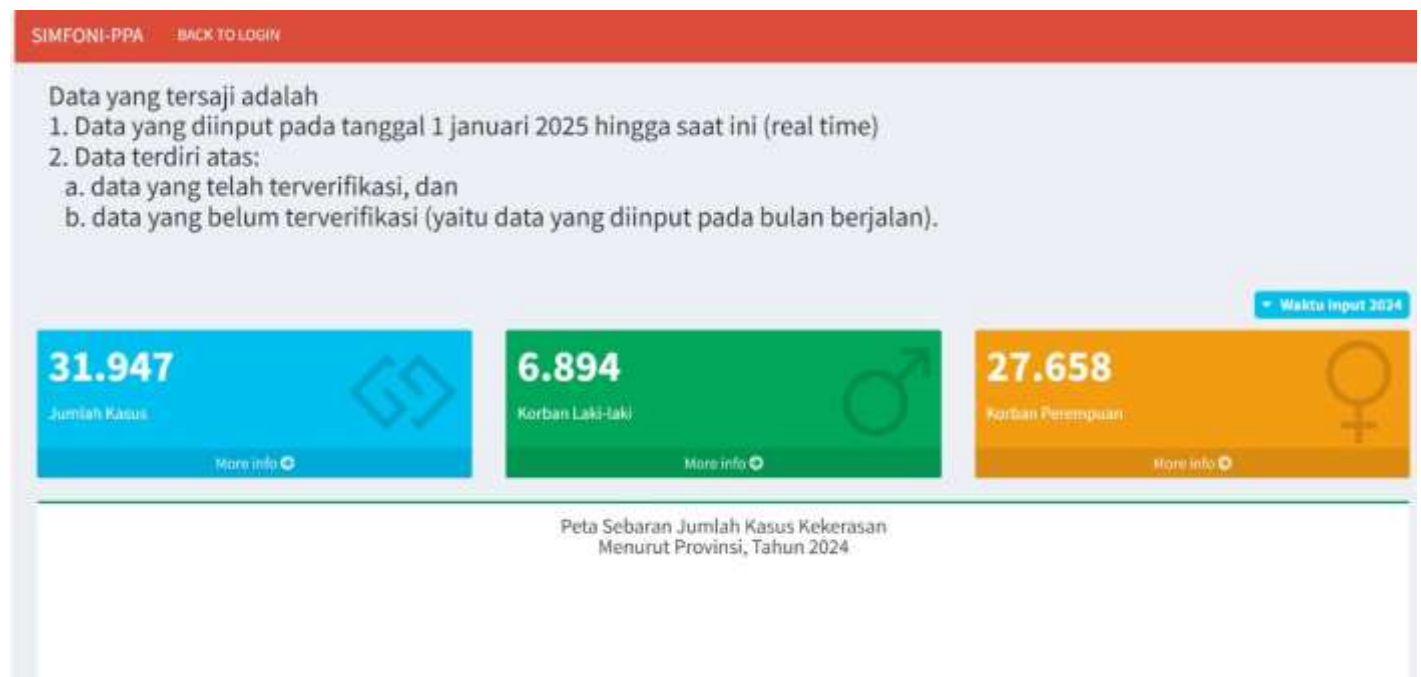 SIMFONI-PPA BACK TO LOGIN
Data yang tersaji adalah
1. Data yang diinput pada tanggal 1 januari 2025 hingga saat ini (real time)
2. Data terdiri atas:
a. data yang telah terverifikasi, dan
b. data yang belum terverifikasi (yaitu data yang diinput pada bulan berjalan).
Waktu Input 2024
31.947
Jumlah Kasus
More info
6.894
Korban Laki-laki
More info
27.658
Korban Perempuan
More info
Peta Sebaran Jumlah Kasus Kekerasan
Menurut Provinsi, Tahun 2024